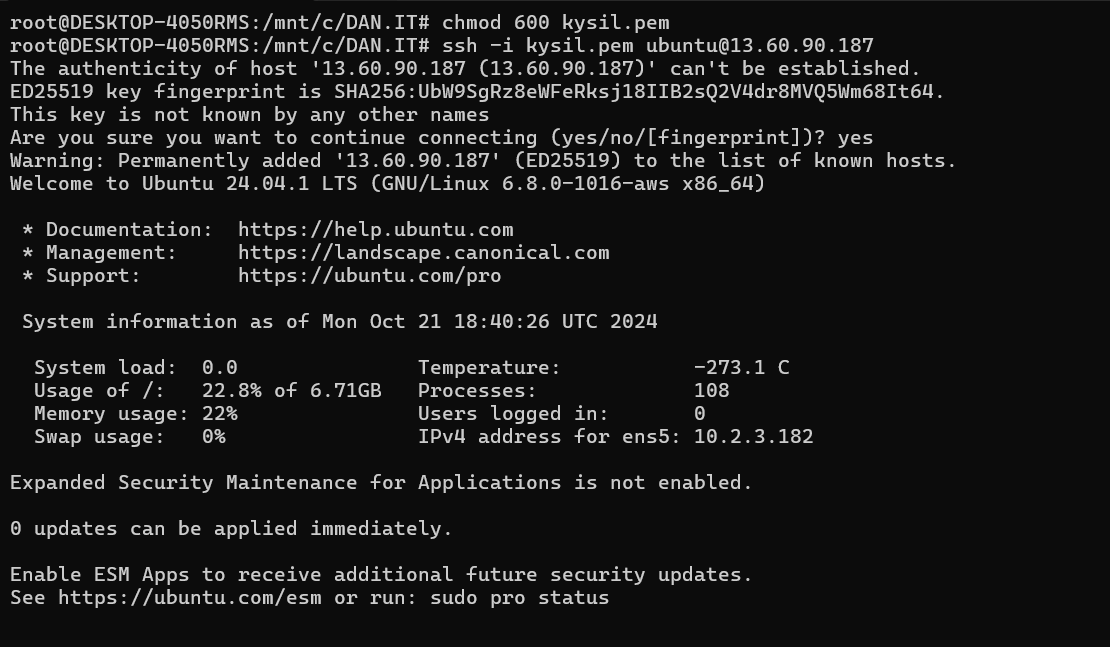 root@DESKTOP-4050RMS:/mnt/c/DAN.IT# chmod 600 kysil.pem
root@DESKTOP-4050RMS:/mnt/c/DAN.IT# ssh -i kysil.pem ubuntu@13.60.90.187
The authenticity of host '13.60.90.187 (13.60.90.187)' can't be established.
ED25519 key fingerprint is SHA256:UbW9SgRz8eWFeRksj18IIB2sQ2V4dr8MVQ5Wm68It64.
This key is not known by any other names
Are you sure you want to continue connecting (yes/no/[fingerprint])? yes
Warning: Permanently added '13.60.90.187' (ED25519) to the list of known hosts.
Welcome to Ubuntu 24.04.1 LTS (GNU/Linux 6.8.0-1016-aws x86_64)

 * Documentation:  https://help.ubuntu.com
 * Management:     https://landscape.canonical.com
 * Support:        https://ubuntu.com/pro

 System information as of Mon Oct 21 18:40:26 UTC 2024

  System load:  0.0               Temperature:           -273.1 C
  Usage of /:   22.8% of 6.71GB   Processes:             108
  Memory usage: 22%               Users logged in:       0
  Swap usage:   0%                IPv4 address for ens5: 10.2.3.182

Expanded Security Maintenance for Applications is not enabled.

0 updates can be applied immediately.

Enable ESM Apps to receive additional future security updates.
See https://ubuntu.com/esm or run: sudo pro status